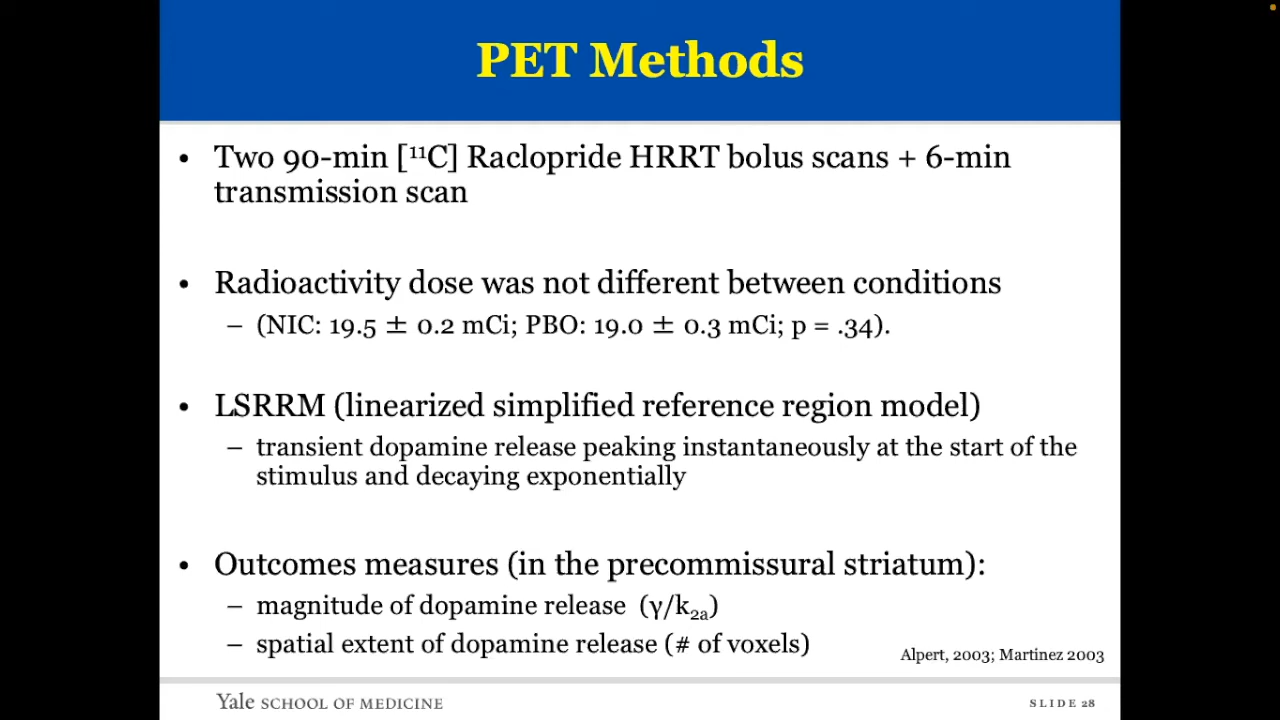 PET Methods
• Two 90-min [¹¹C] Raclopride HRRT bolus scans + 6-min
transmission scan
• Radioactivity dose was not different between conditions
– (NIC: 19.5 ± 0.2 mCi; PBO: 19.0 ± 0.3 mCi; p = .34).
• LSRRM (linearized simplified reference region model)
– transient dopamine release peaking instantaneously at the start of the
stimulus and decaying exponentially
• Outcomes measures (in the precommissural striatum):
– magnitude of dopamine release (γ/k₂ₐ)
– spatial extent of dopamine release (# of voxels)
Alpert, 2003; Martinez 2003
Yale SCHOOL OF MEDICINE
SLIDE 28